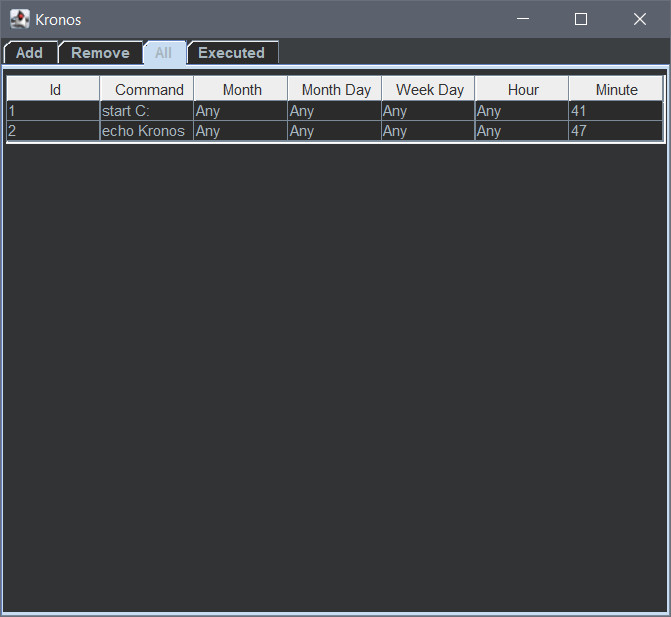 Kronos
Add Remove All Executed
Id Command Month Month Day Week Day Hour Minute
1 start C: Any Any Any Any 41
2 echo Kronos Any Any Any Any 47